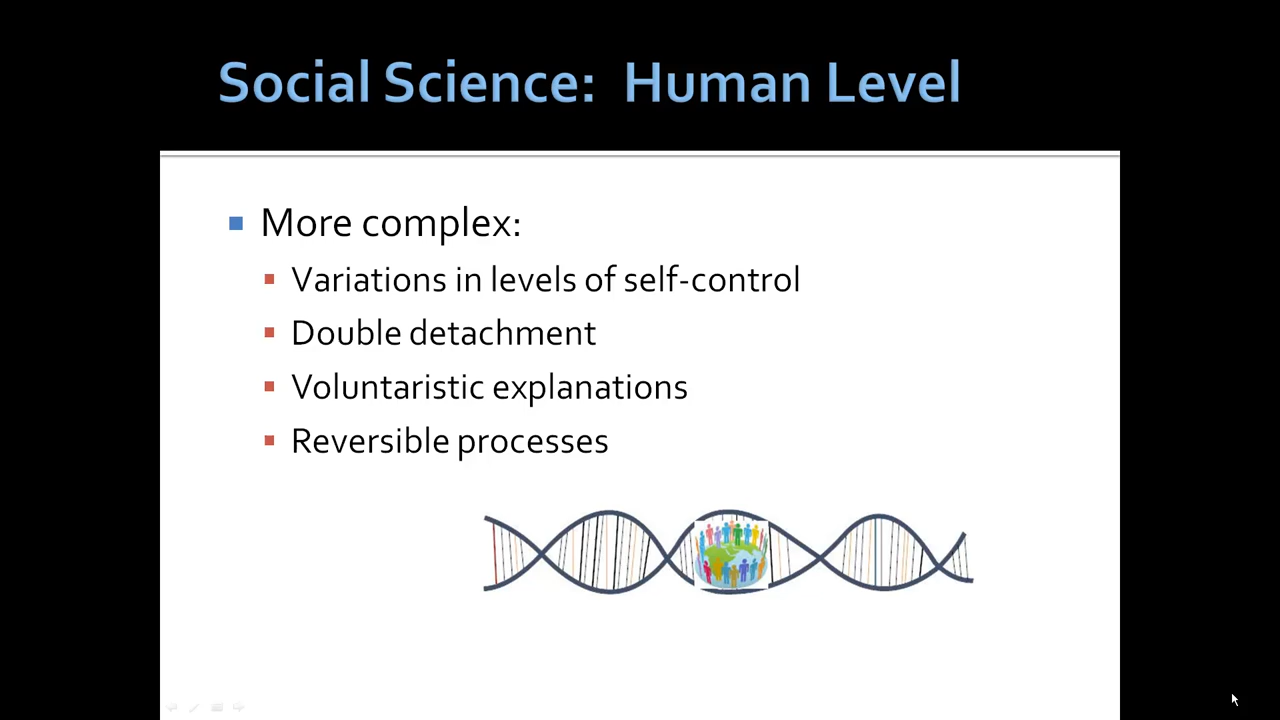 Social Science:  Human Level
More complex:
Variations in levels of self-control
Double detachment
Voluntaristic explanations
Reversible processes